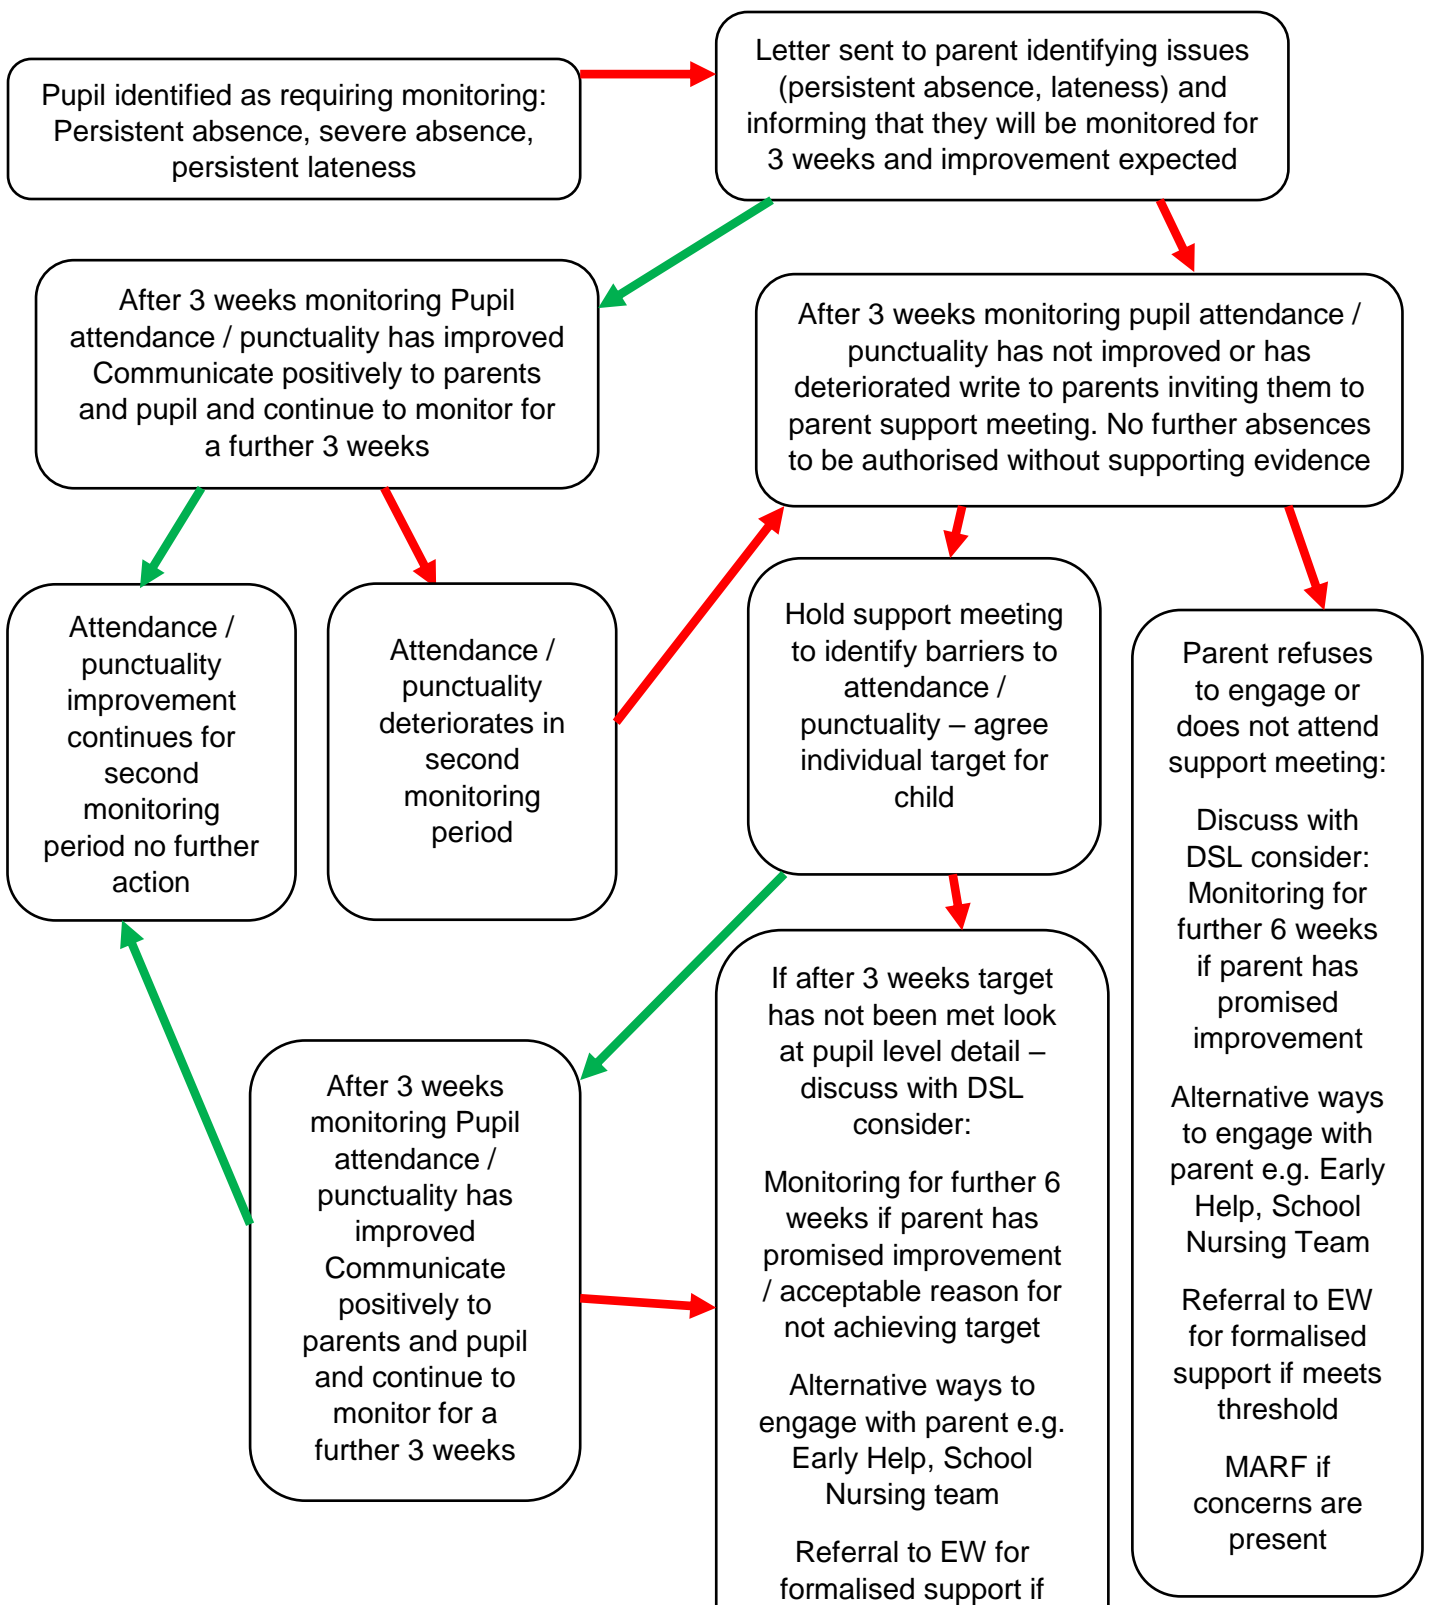 Pupil identified as requiring monitoring:
Persistent absence, severe absence,
persistent lateness
Letter sent to parent identifying issues
(persistent absence, lateness) and
informing that they will be monitored for
3 weeks and improvement expected
After 3 weeks monitoring Pupil
attendance / punctuality has improved
Communicate positively to parents
and pupil and continue to monitor for
a further 3 weeks
After 3 weeks monitoring pupil attendance /
punctuality has not improved or has
deteriorated write to parents inviting them to
parent support meeting. No further absences
to be authorised without supporting evidence
Attendance /
punctuality
improvement
continues for
second
monitoring
period no further
action
Attendance /
punctuality
deteriorates in
second
monitoring
period
Hold support meeting
to identify barriers to
attendance /
punctuality – agree
individual target for
child
Parent refuses
to engage or
does not attend
support meeting:
Discuss with
DSL consider:
Monitoring for
further 6 weeks
if parent has
promised
improvement
Alternative ways
to engage with
parent e.g. Early
Help, School
Nursing Team
Referral to EW
for formalised
support if meets
threshold
MARF if
concerns are
present
After 3 weeks
monitoring Pupil
attendance /
punctuality has
improved
Communicate
positively to
parents and pupil
and continue to
monitor for a
further 3 weeks
If after 3 weeks target
has not been met look
at pupil level detail –
discuss with DSL
consider:
Monitoring for further 6
weeks if parent has
promised improvement
/ acceptable reason for
not achieving target
Alternative ways to
engage with parent e.g.
Early Help, School
Nursing team
Referral to EW for
formalised support if